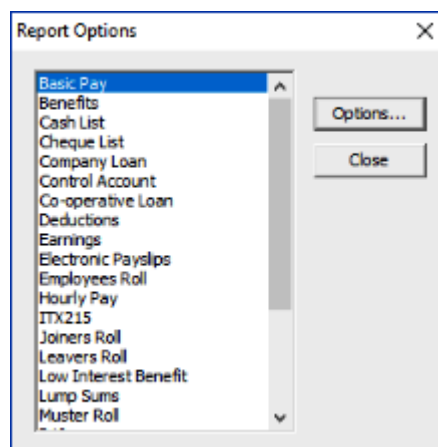 Report Options
Basic Pay
Benefits
Cash List
Cheque List
Company Loan
Control Account
Co-operative Loan
Deductions
Earnings
Electronic Payslips
Employees Roll
Hourly Pay
ITX215
Joiners Roll
Leavers Roll
Low Interest Benefit
Lump Sums
Muster Roll
Options...
Close